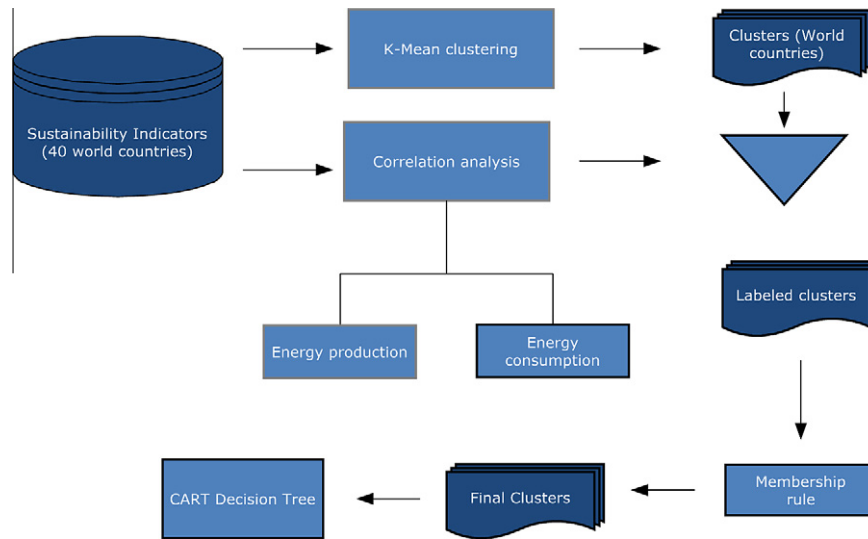 K-Mean clustering
Clusters (World
countries)
Sustainability Indicators
(40 world countries)
Correlation analysis
Labeled clusters
Energy production
Energy
consumption
CART Decision Tree
Final Clusters
Membership
rule